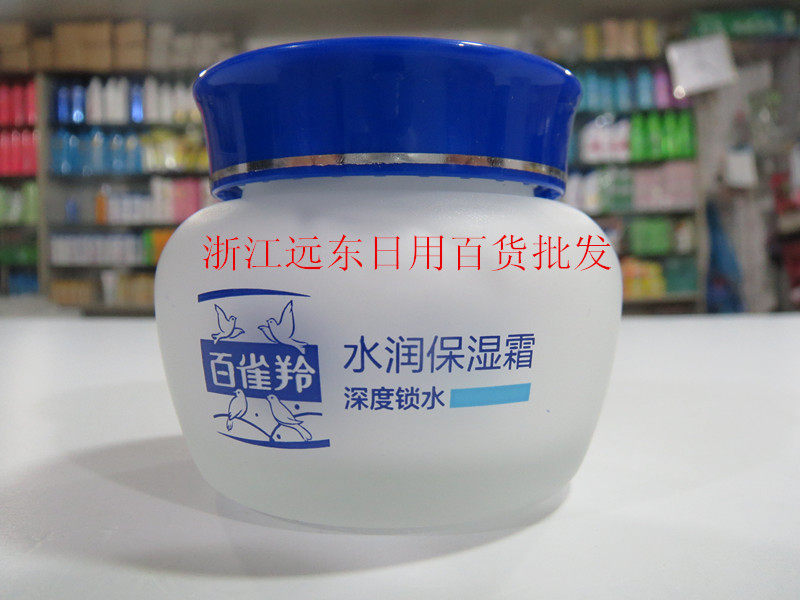 浙江远东日用百货批发
百雀羚
水润保湿霜
深度锁水